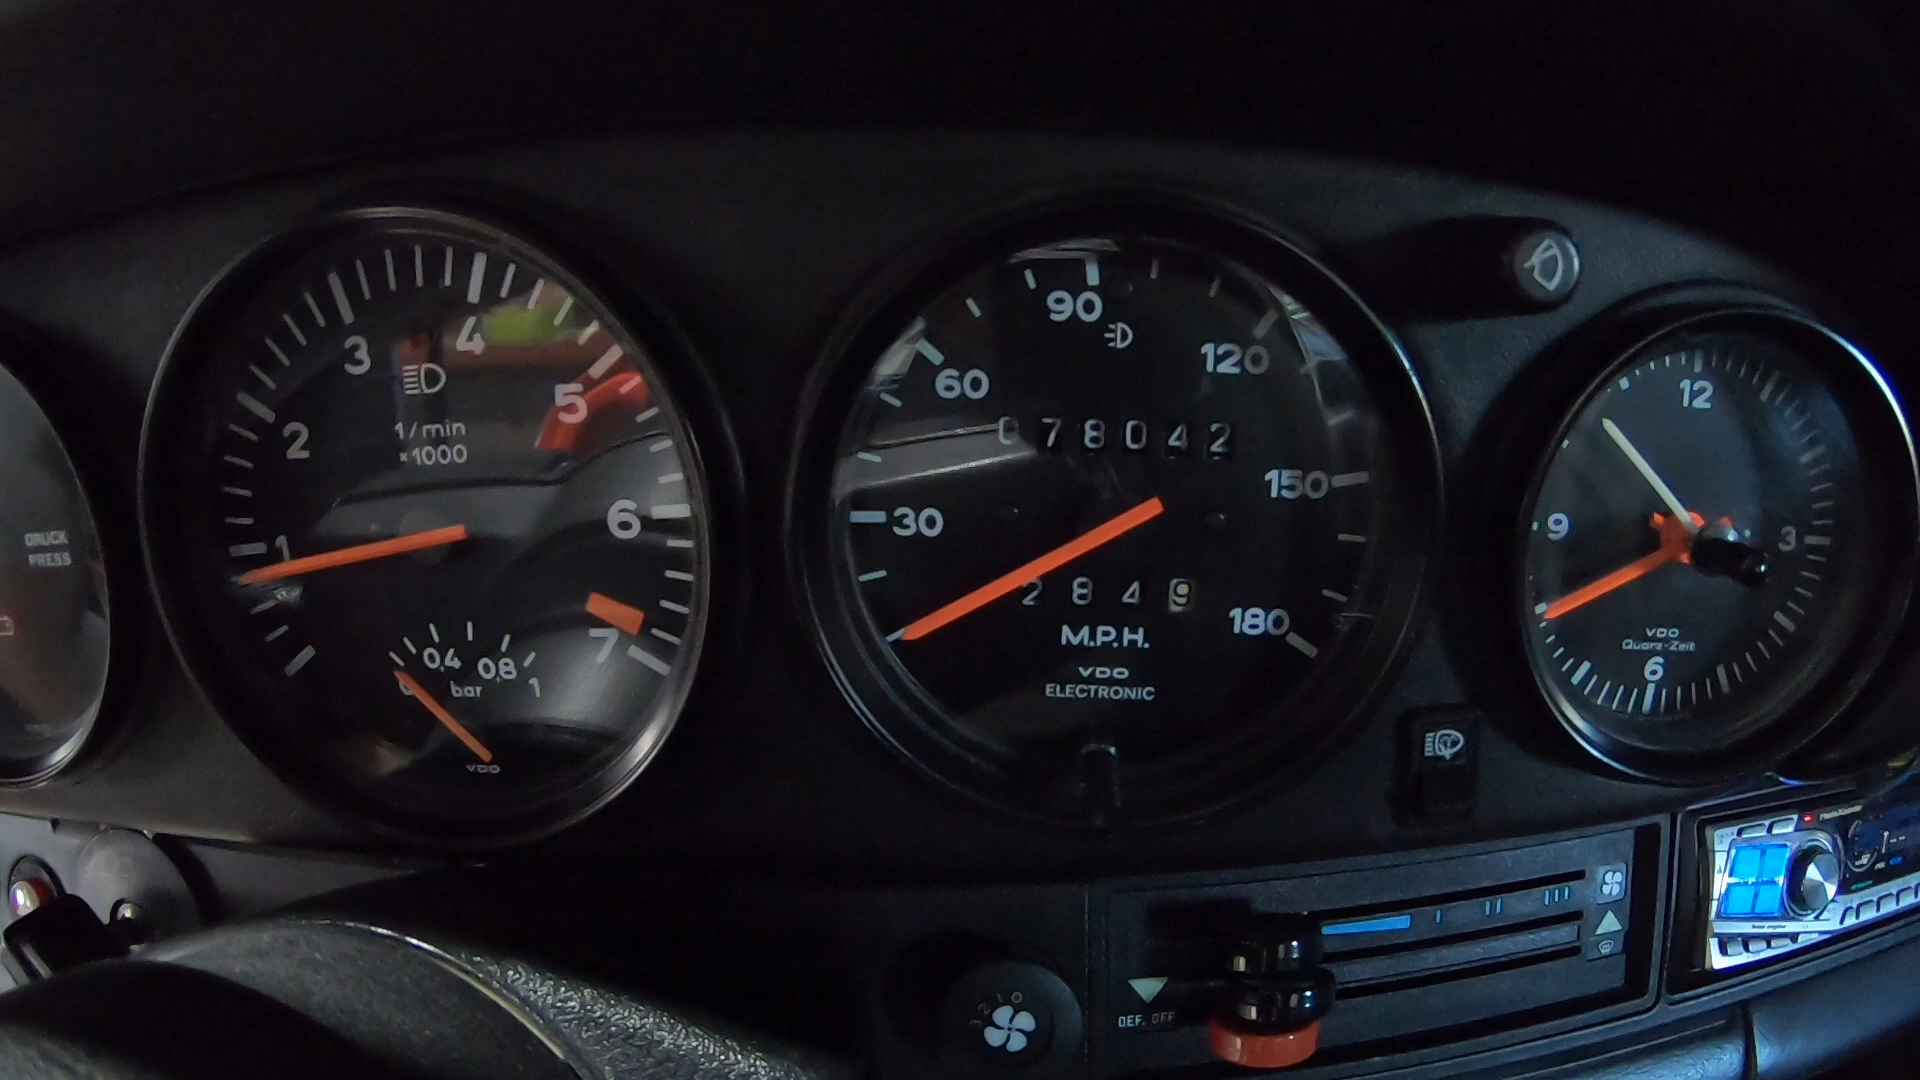 DRUCK
PRESS
1
2
3
4
5
6
7
1/min
x1000
0,4
0,8
1
bar
VDO
30
60
90
120
150
180
078042
2849
M.P.H.
VDO
ELECTRONIC
12
3
6
9
VDO
Quarz-Zeit
2 1 0
DEF. OFF